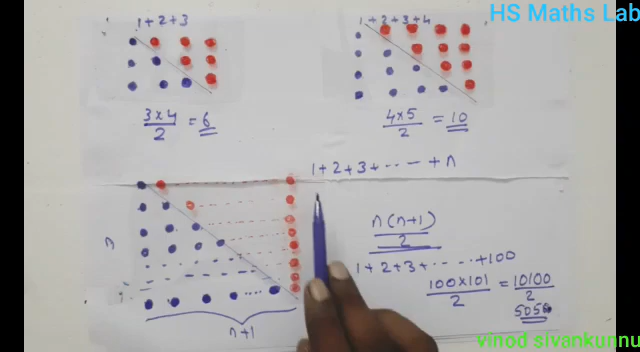 HS Maths Lab
1+2+3
1+2+3+4
3×4/2 = 6
4×5/2 = 10
1+2+3+ ··· – +n
n(n+1)/2
n
1+2+3+ ··· – ··· +100
100×101/2 = 10100/2
5050
n+1
vinod sivankunnu